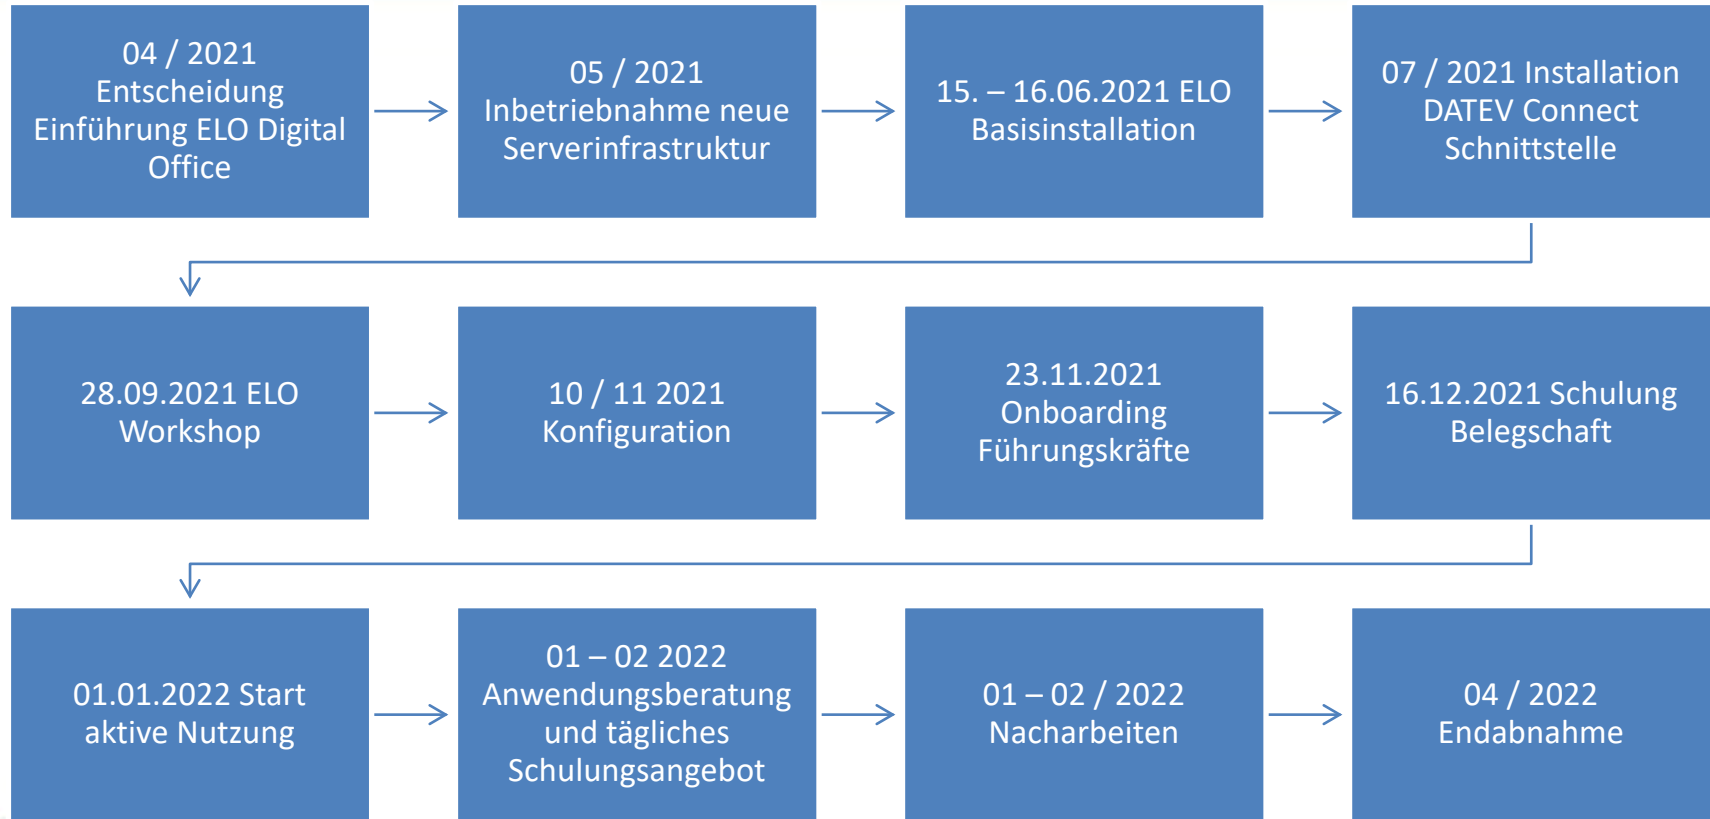 04 / 2021
Entscheidung
Einführung ELO Digital
Office
05 / 2021
Inbetriebnahme neue
Serverinfrastruktur
15. – 16.06.2021 ELO
Basisinstallation
07 / 2021 Installation
DATEV Connect
Schnittstelle
28.09.2021 ELO
Workshop
10 / 11 2021
Konfiguration
23.11.2021
Onboarding
Führungskräfte
16.12.2021 Schulung
Belegschaft
01.01.2022 Start
aktive Nutzung
01 – 02 2022
Anwendungsberatung
und tägliches
Schulungsangebot
01 – 02 / 2022
Nacharbeiten
04 / 2022
Endabnahme